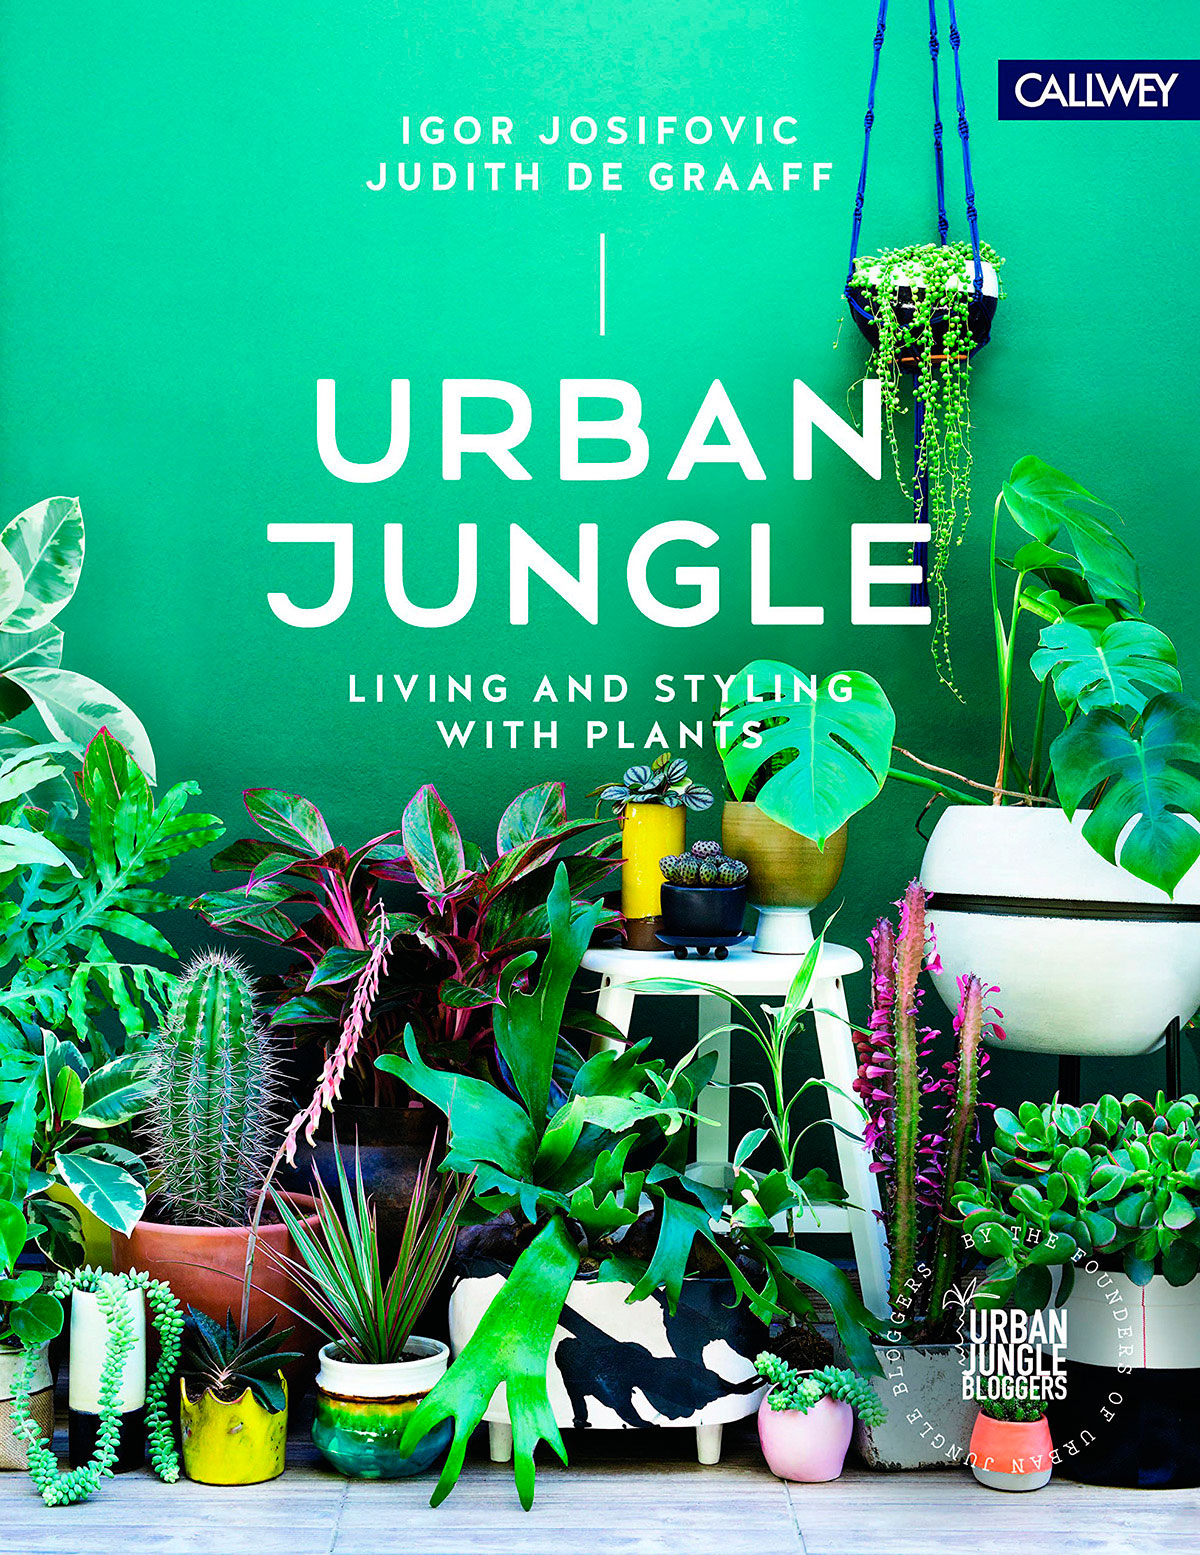 CALLWEY
IGOR JOSIFOVIC
JUDITH DE GRAAFF
URBAN
JUNGLE
LIVING AND STYLING
WITH PLANTS
· BY THE FOUNDERS OF URBAN JUNGLE BLOGGERS
URBAN
JUNGLE
BLOGGERS